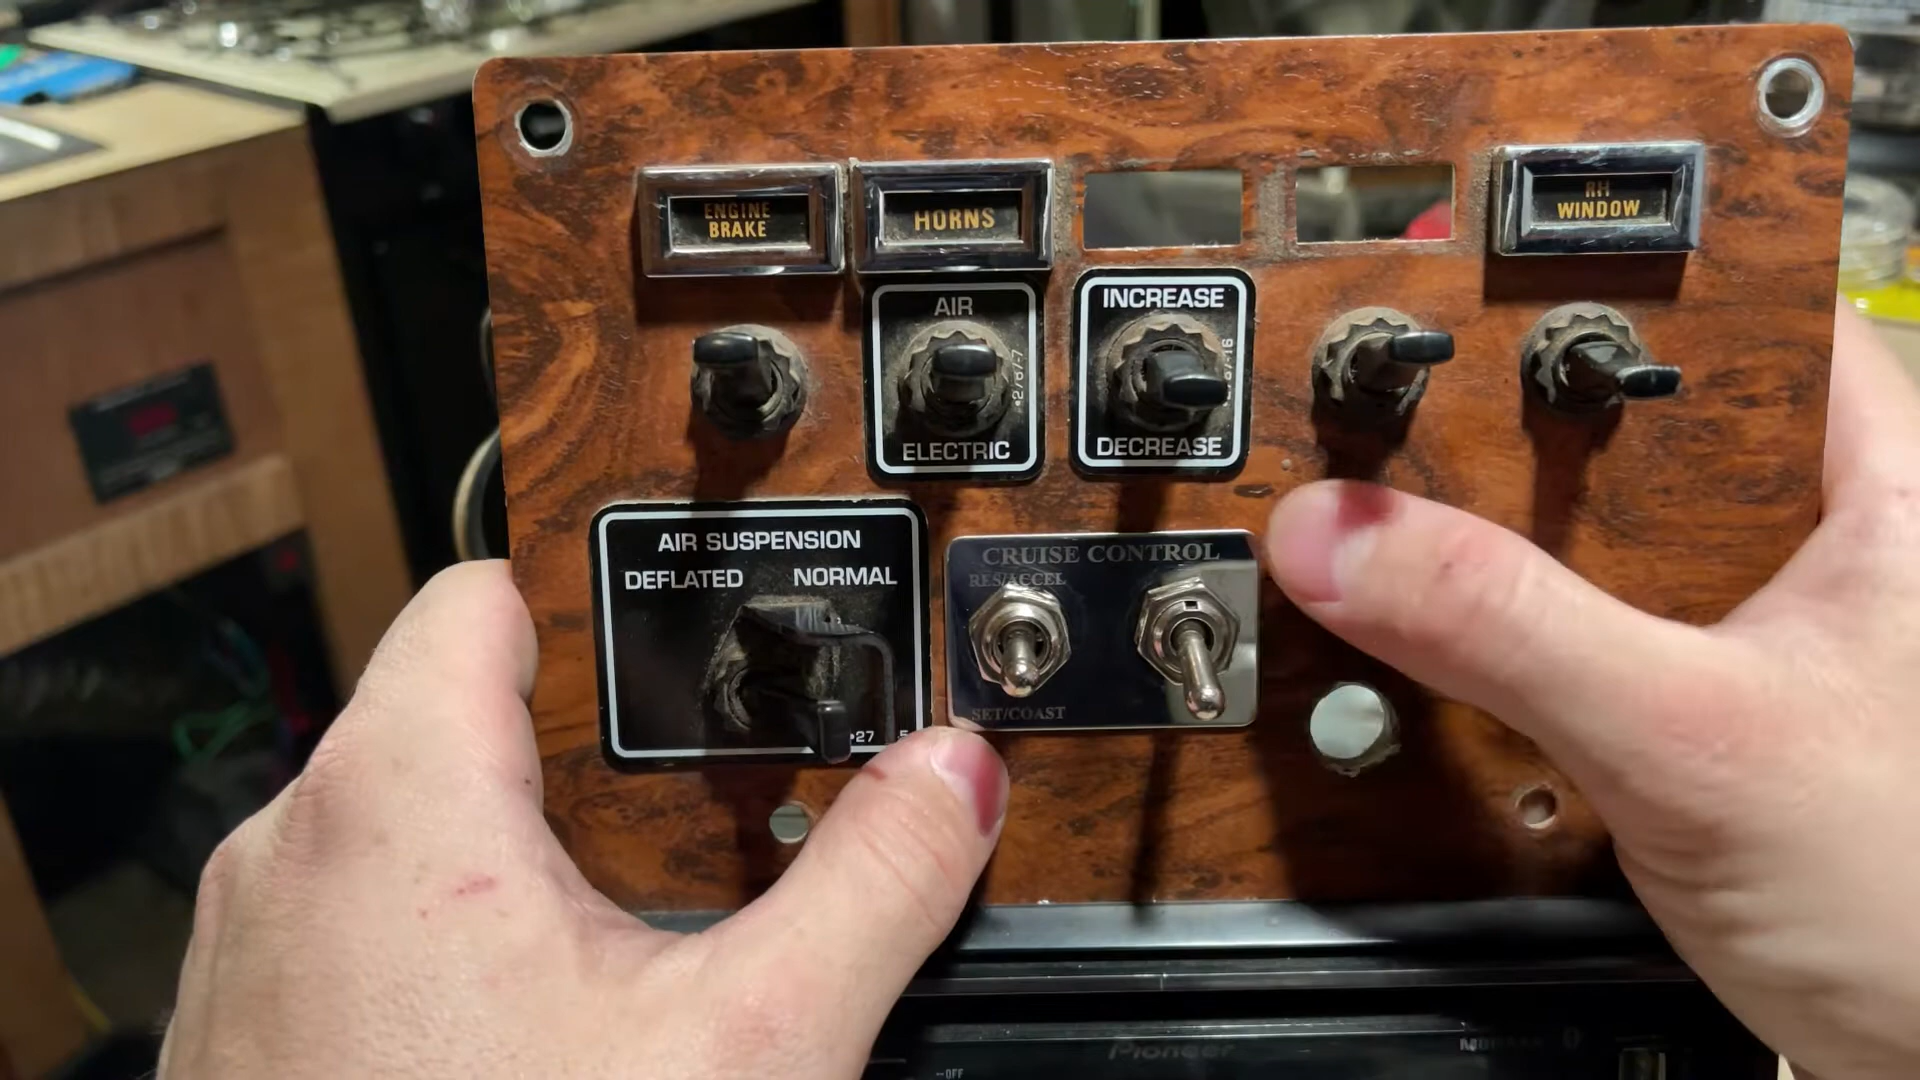 ENGINE
BRAKE
HORNS
RH
WINDOW
AIR
ELECTRIC
INCREASE
DECREASE
AIR SUSPENSION
DEFLATED NORMAL
CRUISE CONTROL
RES/ACCEL
SET/COAST
Pioneer
--OFF